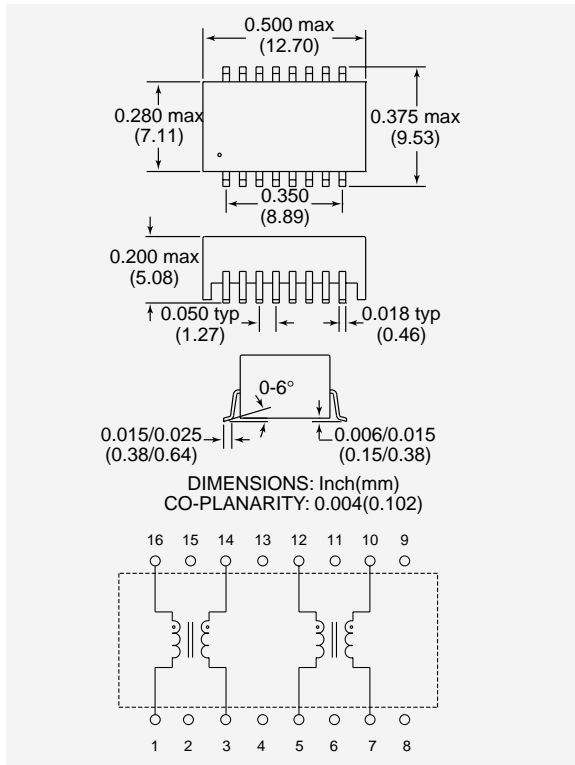 0.500 max
(12.70)
0.280 max
(7.11)
0.375 max
(9.53)
0.350
(8.89)
0.200 max
(5.08)
0.050 typ
(1.27)
0.018 typ
(0.46)
0-6°
0.015/0.025
(0.38/0.64)
0.006/0.015
(0.15/0.38)
DIMENSIONS: Inch(mm)
CO-PLANARITY: 0.004(0.102)
16 15 14 13 12 11 10 9
1 2 3 4 5 6 7 8